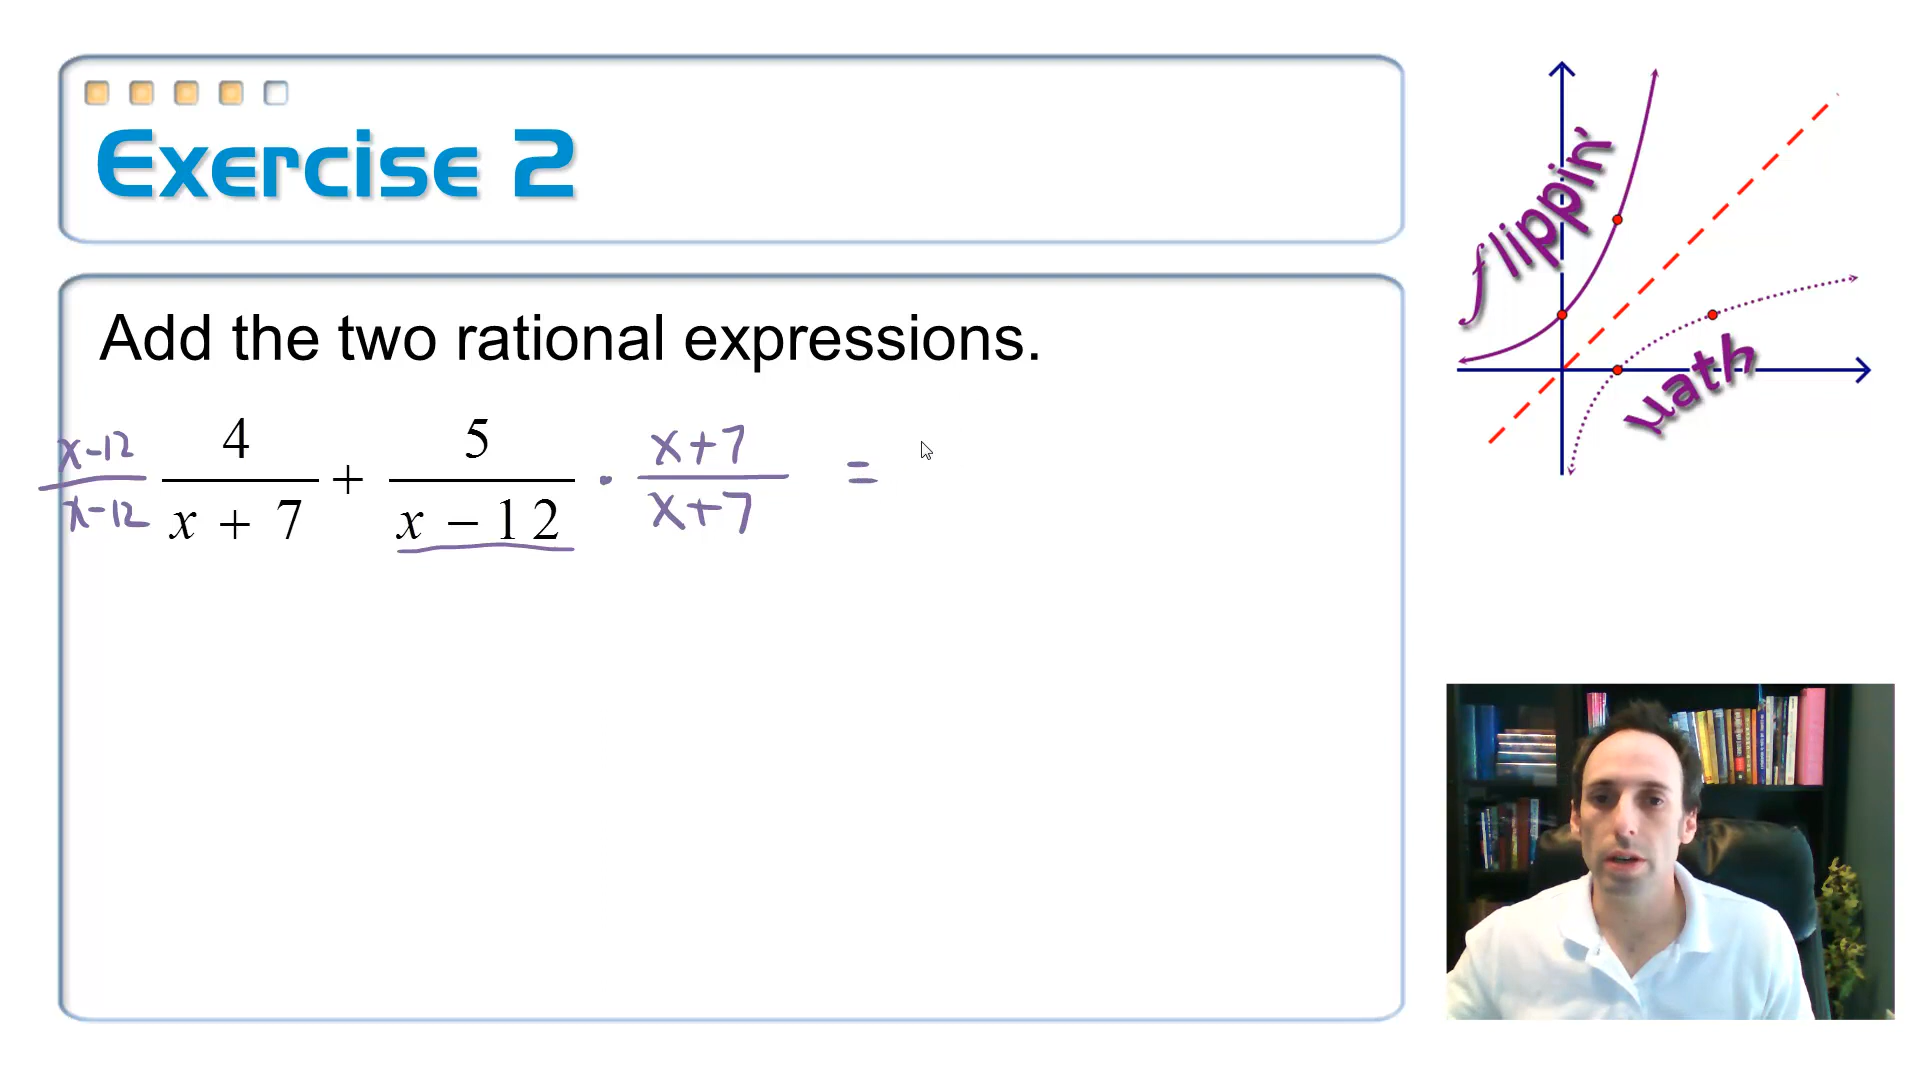 Exercise 2
flippin'
math
Add the two rational expressions.
x-12 4 5 x+7
+ · =
x-12 x + 7 x - 12 x+7